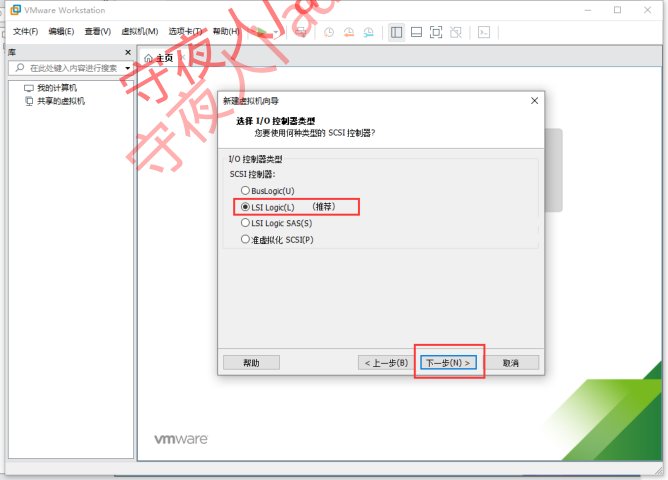 VMware Workstation
文件(F) 编辑(E) 查看(V) 虚拟机(M) 选项卡(T) 帮助(H)
库
在此处键入内容进行搜索
我的计算机
共享的虚拟机
主页
守夜人
守夜人
新建虚拟机向导
选择 I/O 控制器类型
您要使用何种类型的 SCSI 控制器?
I/O 控制器类型
SCSI 控制器:
BusLogic(U)
LSI Logic(L) (推荐)
LSI Logic SAS(S)
准虚拟化 SCSI(P)
帮助 < 上一步(B) 下一步(N) > 取消
vmware